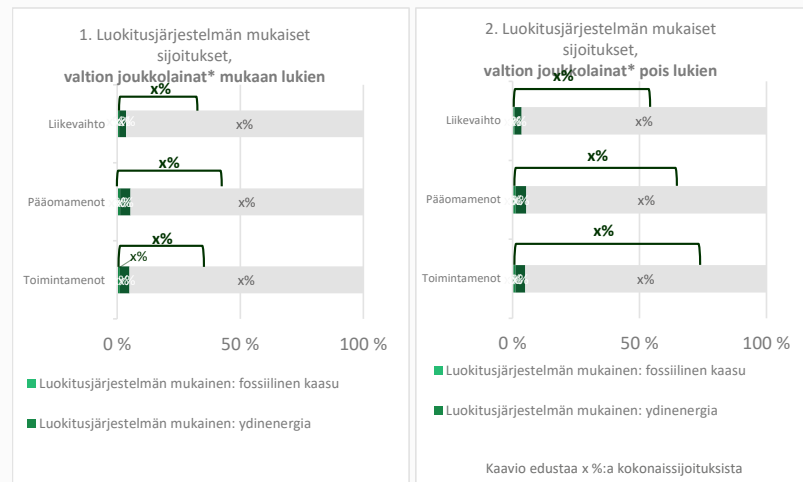 1. Luokitusjärjestelmän mukaiset
sijoitukset,
valtion joukkolainat* mukaan lukien
x%
Liikevaihto
x%
x%
Pääomamenot
x%
x%
x%
Toimintamenot
x%
0 %
50 %
100 %
Luokitusjärjestelmän mukainen: fossiilinen kaasu
Luokitusjärjestelmän mukainen: ydinenergia
2. Luokitusjärjestelmän mukaiset
sijoitukset,
valtion joukkolainat* pois lukien
x%
Liikevaihto
x%
x%
Pääomamenot
x%
x%
Toimintamenot
x%
0 %
50 %
100 %
Luokitusjärjestelmän mukainen: fossiilinen kaasu
Luokitusjärjestelmän mukainen: ydinenergia
Kaavio edustaa x %:a kokonaissijoituksista